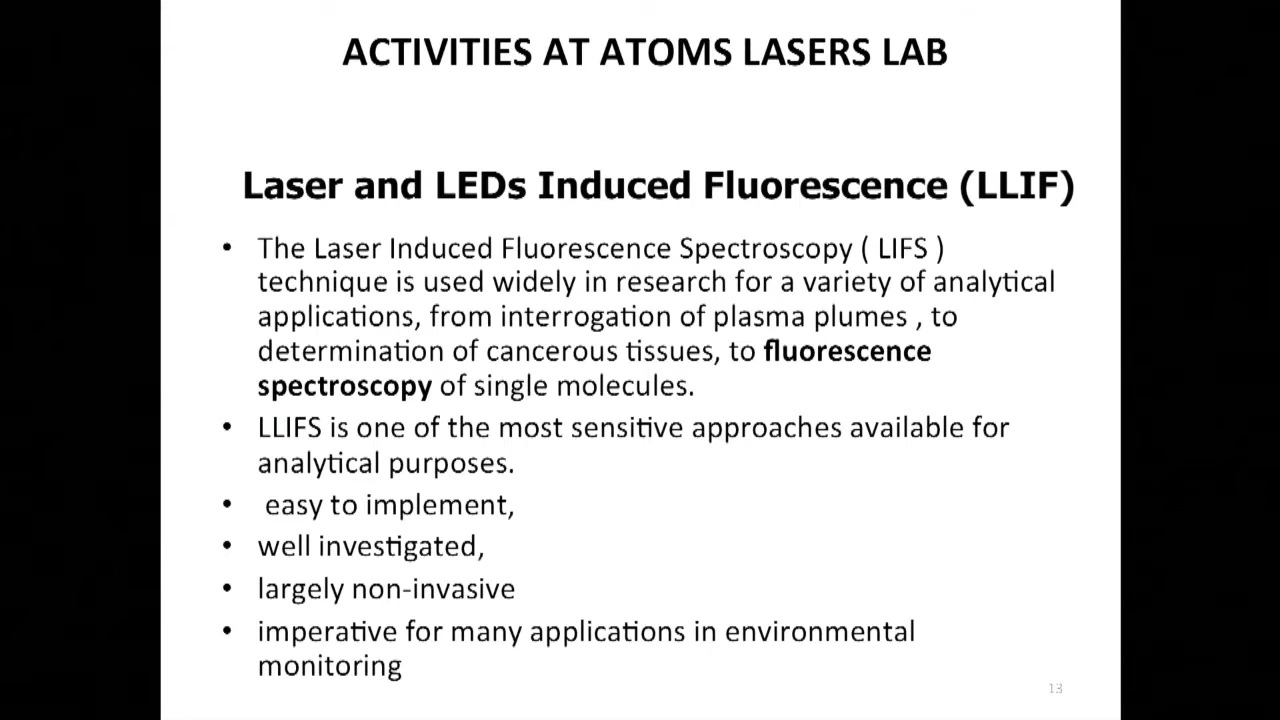 ACTIVITIES AT ATOMS LASERS LAB
Laser and LEDs Induced Fluorescence (LLIF)
• The Laser Induced Fluorescence Spectroscopy ( LIFS )
technique is used widely in research for a variety of analytical
applications, from interrogation of plasma plumes , to
determination of cancerous tissues, to fluorescence
spectroscopy of single molecules.
• LLIFS is one of the most sensitive approaches available for
analytical purposes.
• easy to implement,
• well investigated,
• largely non-invasive
• imperative for many applications in environmental
monitoring
13